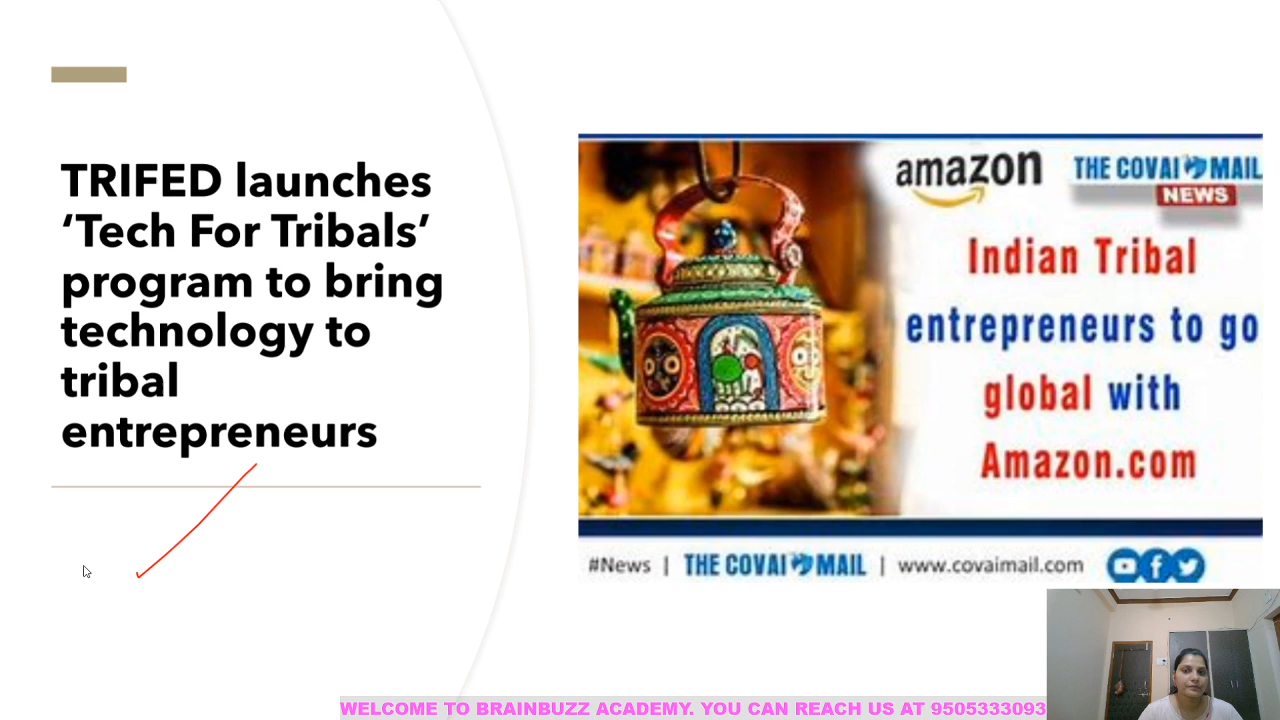 TRIFED launches
‘Tech For Tribals’
program to bring
technology to
tribal
entrepreneurs
amazon
THE COVAI MAIL
NEWS
Indian Tribal
entrepreneurs to go
global with
Amazon.com
#News | THE COVAI MAIL | www.covaimail.com
WELCOME TO BRAINBUZZ ACADEMY. YOU CAN REACH US AT 9505333093